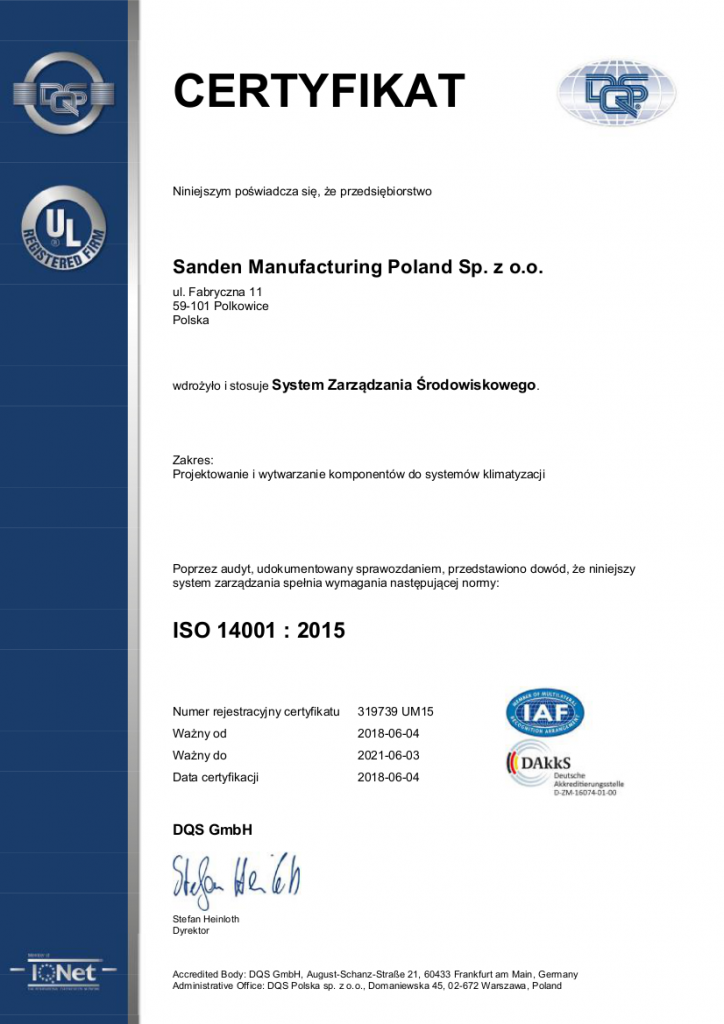 CERTYFIKAT
DQS
DQS
UL
®
REGISTERED FIRM
Niniejszym poświadcza się, że przedsiębiorstwo
Sanden Manufacturing Poland Sp. z o.o.
ul. Fabryczna 11
59-101 Polkowice
Polska
wdrożyło i stosuje System Zarządzania Środowiskowego.
Zakres:
Projektowanie i wytwarzanie komponentów do systemów klimatyzacji
Poprzez audyt, udokumentowany sprawozdaniem, przedstawiono dowód, że niniejszy
system zarządzania spełnia wymagania następującej normy:
ISO 14001 : 2015
Numer rejestracyjny certyfikatu 319739 UM15
Ważny od 2018-06-04
Ważny do 2021-06-03
Data certyfikacji 2018-06-04
MEMBER OF MULTILATERAL
IAF
RECOGNITION ARRANGEMENT
DAkkS
Deutsche
Akkreditierungsstelle
D-ZM-16074-01-00
DQS GmbH
Stefan Heinloth
Stefan Heinloth
Dyrektor
Member of
IQNet
Accredited Body: DQS GmbH, August-Schanz-Straße 21, 60433 Frankfurt am Main, Germany
Administrative Office: DQS Polska sp. z o.o., Domaniewska 45, 02-672 Warszawa, Poland